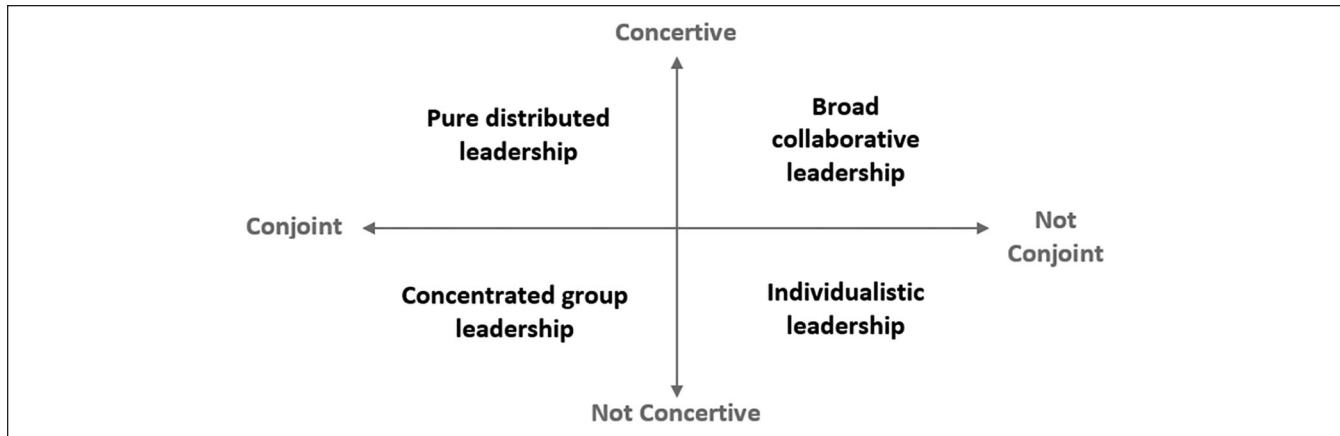 Concertive
Pure distributed
leadership
Broad
collaborative
leadership
Conjoint
Not
Conjoint
Concentrated group
leadership
Individualistic
leadership
Not Concertive